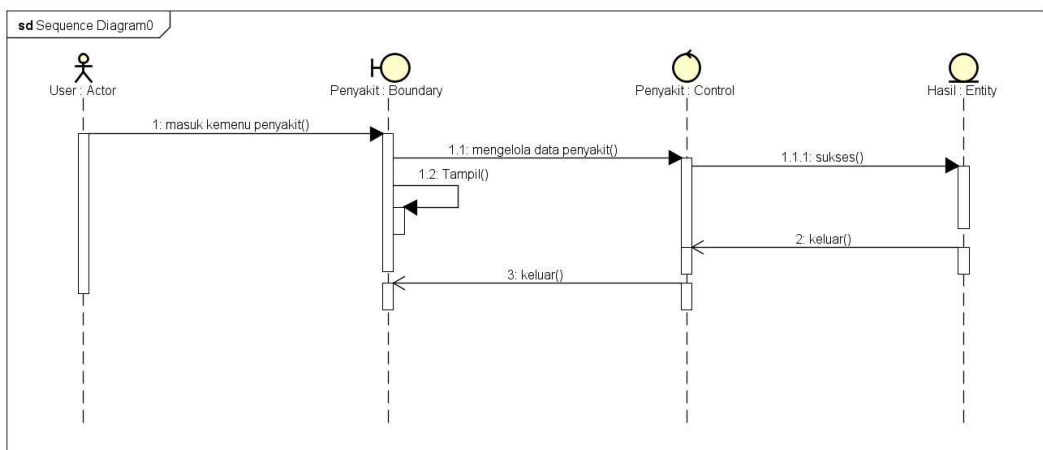 sd Sequence Diagram0
User : Actor
Penyakit : Boundary
Penyakit : Control
Hasil : Entity
1: masuk kemenu penyakit()
1.1: mengelola data penyakit()
1.1.1: sukses()
1.2: Tampil()
2: keluar()
3: keluar()